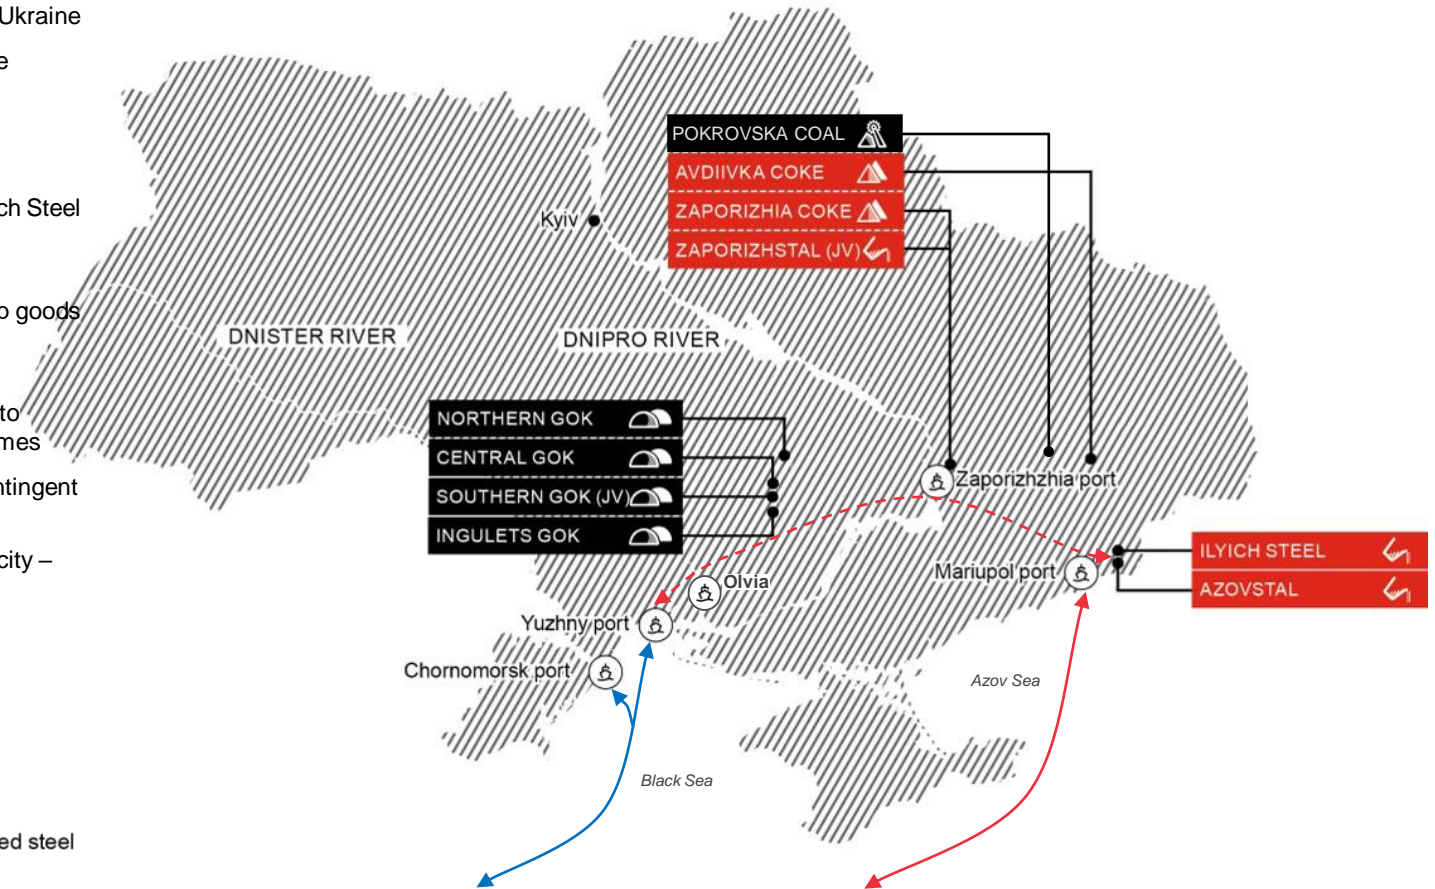 Ukraine
e
ch Steel
o goods
to
mes
ntingent
city –
ed steel
POKROVSKA COAL
AVDIIVKA COKE
ZAPORIZHIA COKE
ZAPORIZHSTAL (JV)
Kyiv
DNISTER RIVER
DNIPRO RIVER
NORTHERN GOK
CENTRAL GOK
SOUTHERN GOK (JV)
INGULETS GOK
Zaporizhzhia port
ILYICH STEEL
AZOVSTAL
Mariupol port
Olvia
Yuzhny port
Chornomorsk port
Azov Sea
Black Sea